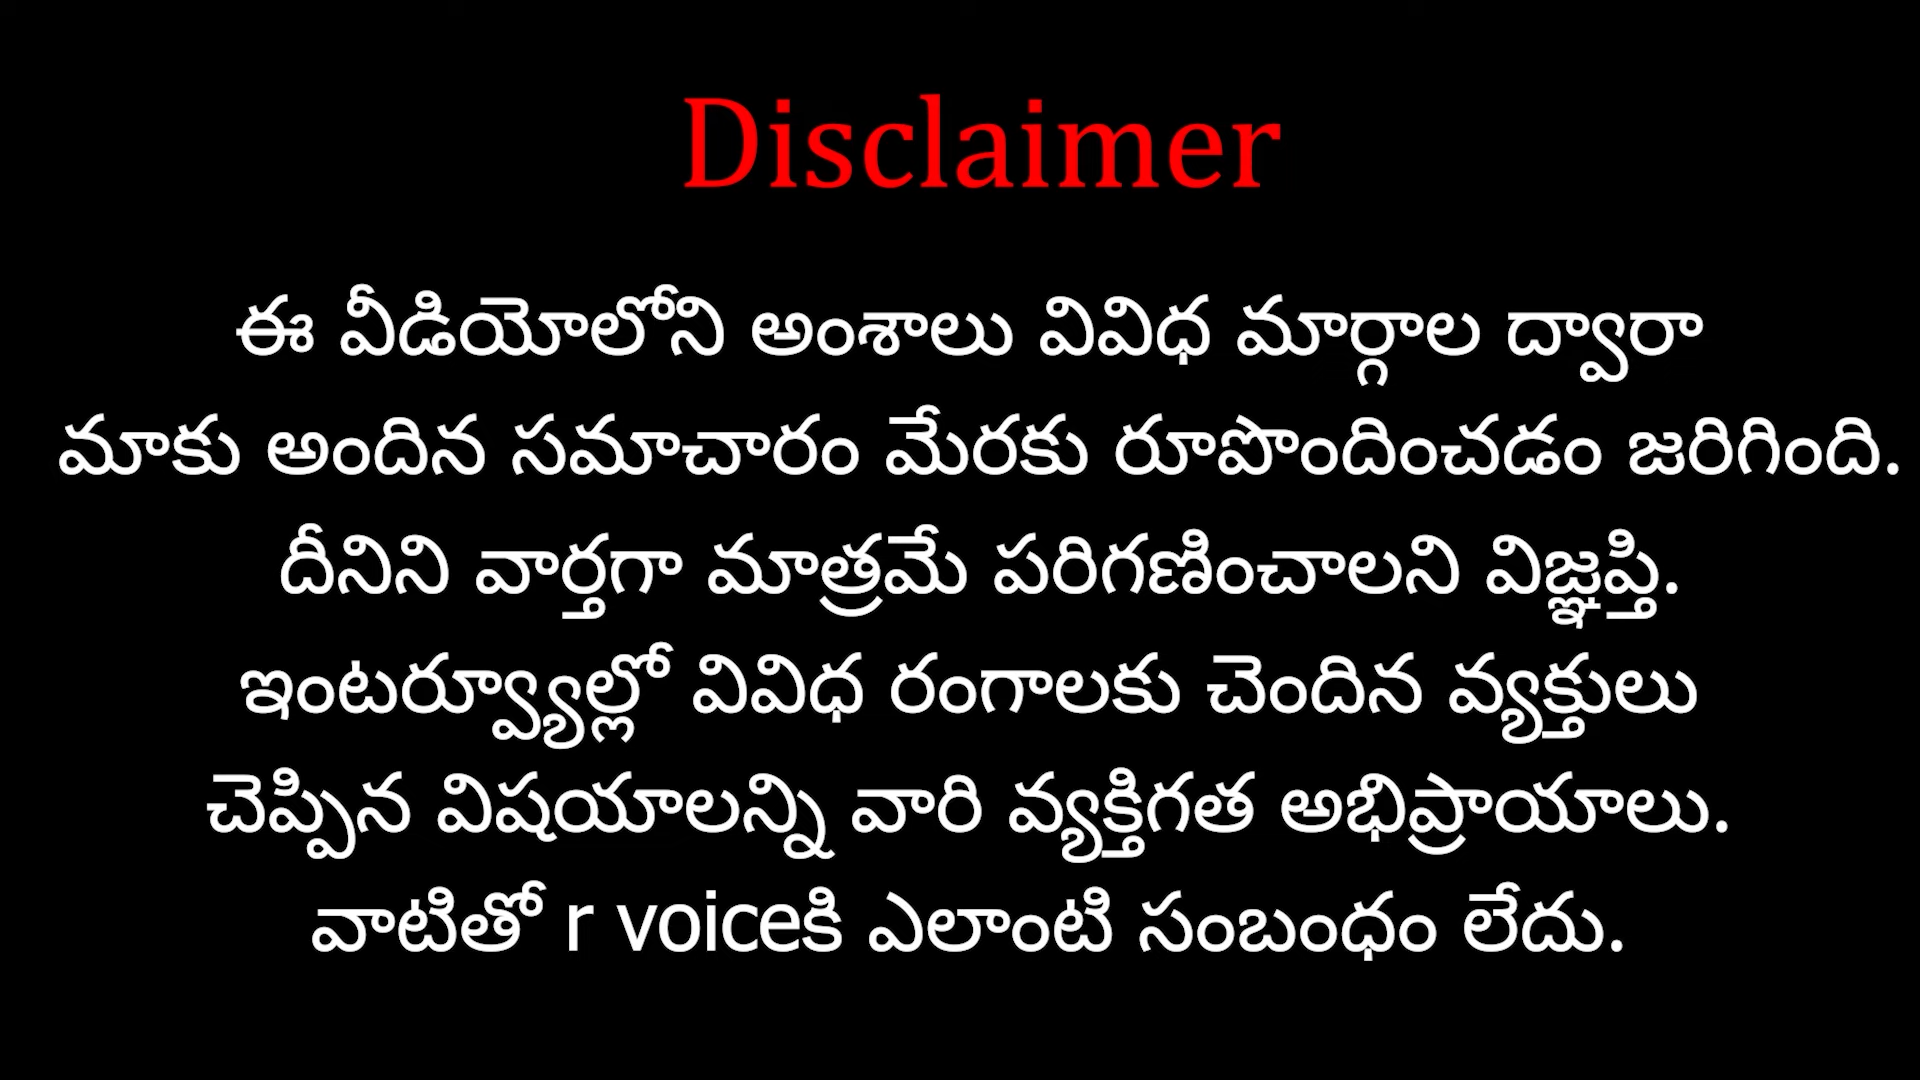 Disclaimer
ఈ వీడియోలోని అంశాలు వివిధ మార్గాల ద్వారా
మాకు అందిన సమాచారం మేరకు రూపొందించడం జరిగింది.
దీనిని వార్తగా మాత్రమే పరిగణించాలని విజ్ఞప్తి.
ఇంటర్వ్యూల్లో వివిధ రంగాలకు చెందిన వ్యక్తులు
చెప్పిన విషయాలన్ని వారి వ్యక్తిగత అభిప్రాయాలు.
వాటితో r voiceకి ఎలాంటి సంబంధం లేదు.